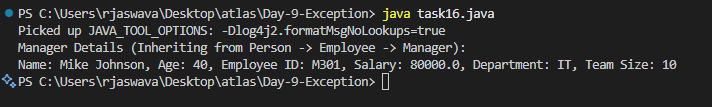 PS C:\Users\rjaswava\Desktop\atlas\Day-9-Exception> java task16.java
Picked up JAVA_TOOL_OPTIONS: -Dlog4j2.formatMsgNoLookups=true
Manager Details (Inheriting from Person -> Employee -> Manager):
Name: Mike Johnson, Age: 40, Employee ID: M301, Salary: 80000.0, Department: IT, Team Size: 10
PS C:\Users\rjaswava\Desktop\atlas\Day-9-Exception>